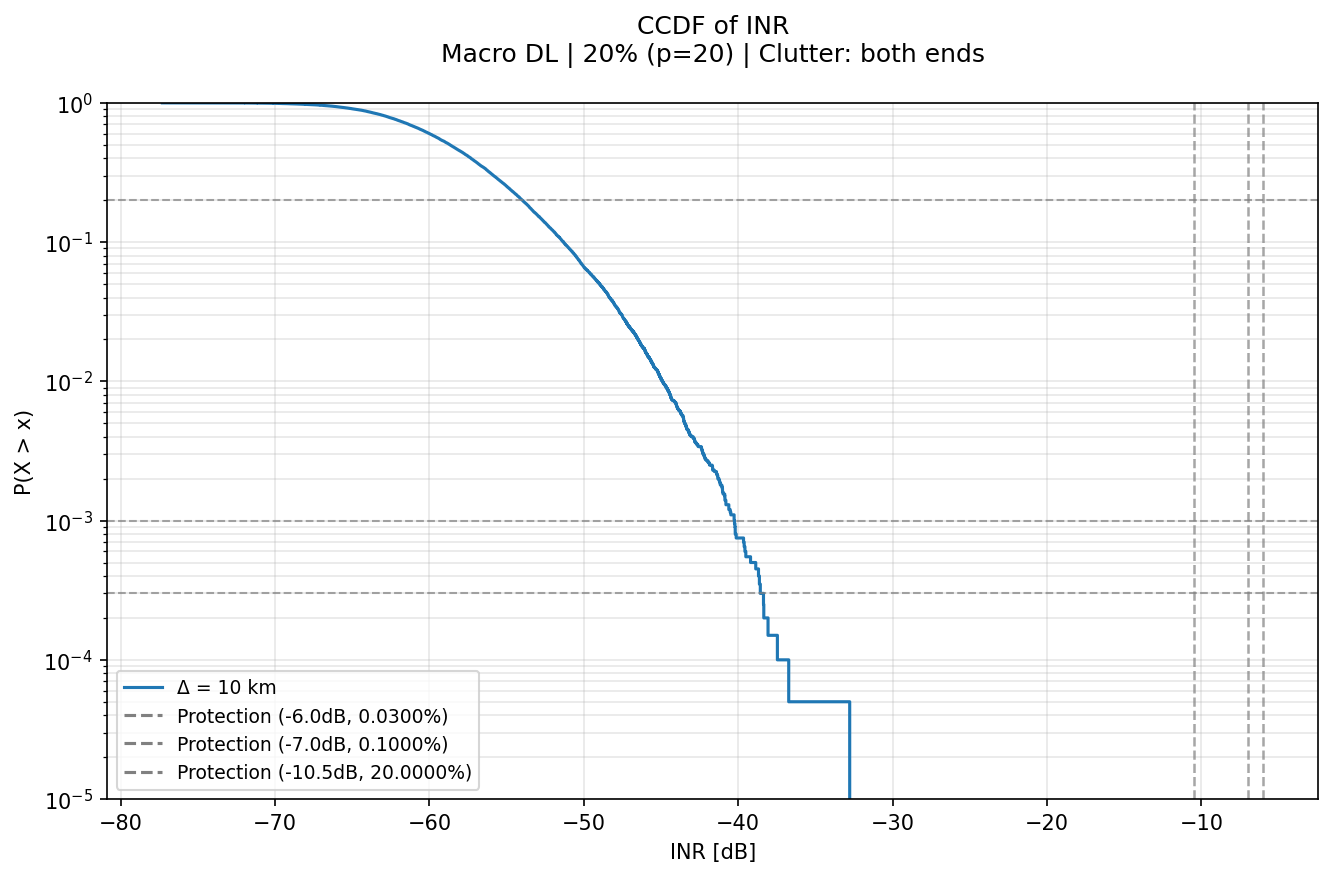 CCDF of INR
Macro DL | 20% (p=20) | Clutter: both ends
10⁰
10⁻¹
10⁻²
10⁻³
10⁻⁴
10⁻⁵
P(X > x)
Δ = 10 km
Protection (-6.0dB, 0.0300%)
Protection (-7.0dB, 0.1000%)
Protection (-10.5dB, 20.0000%)
−80 −70 −60 −50 −40 −30 −20 −10
INR [dB]